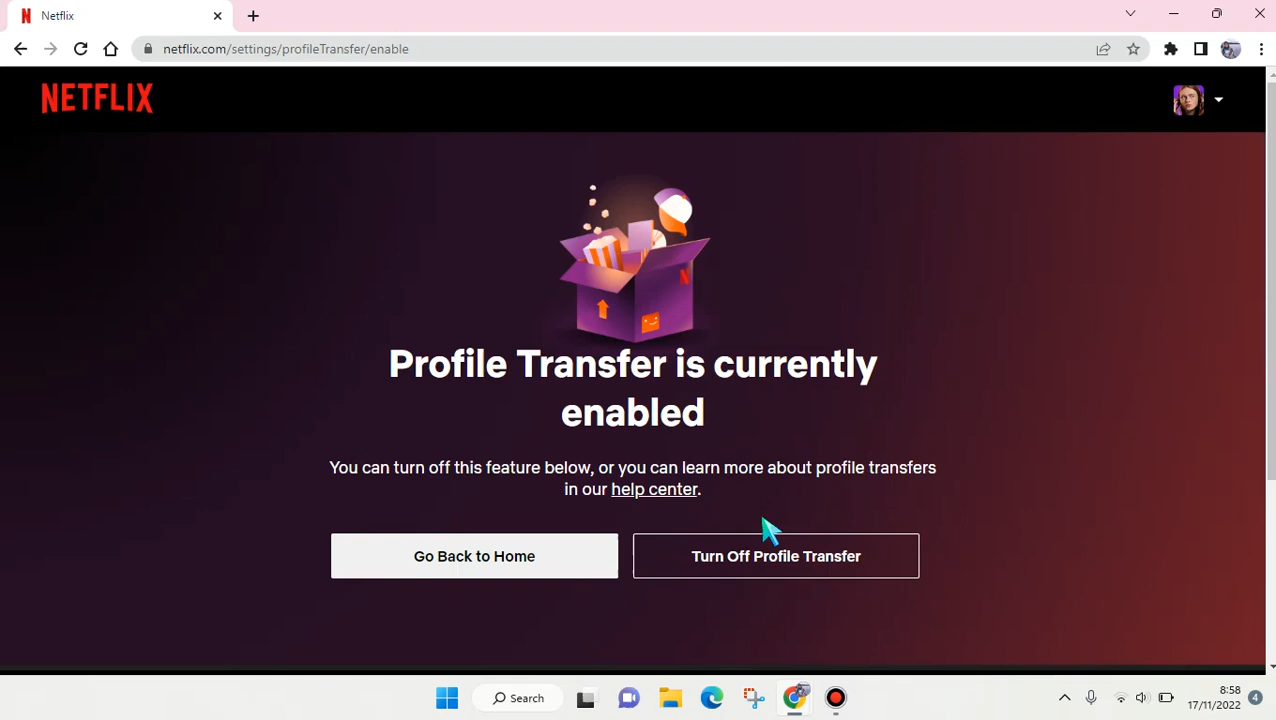 Netflix
netflix.com/settings/profileTransfer/enable
NETFLIX
N
Profile Transfer is currently
enabled
You can turn off this feature below, or you can learn more about profile transfers
in our help center.
Go Back to Home
Turn Off Profile Transfer
Search
8:58
17/11/2022
4